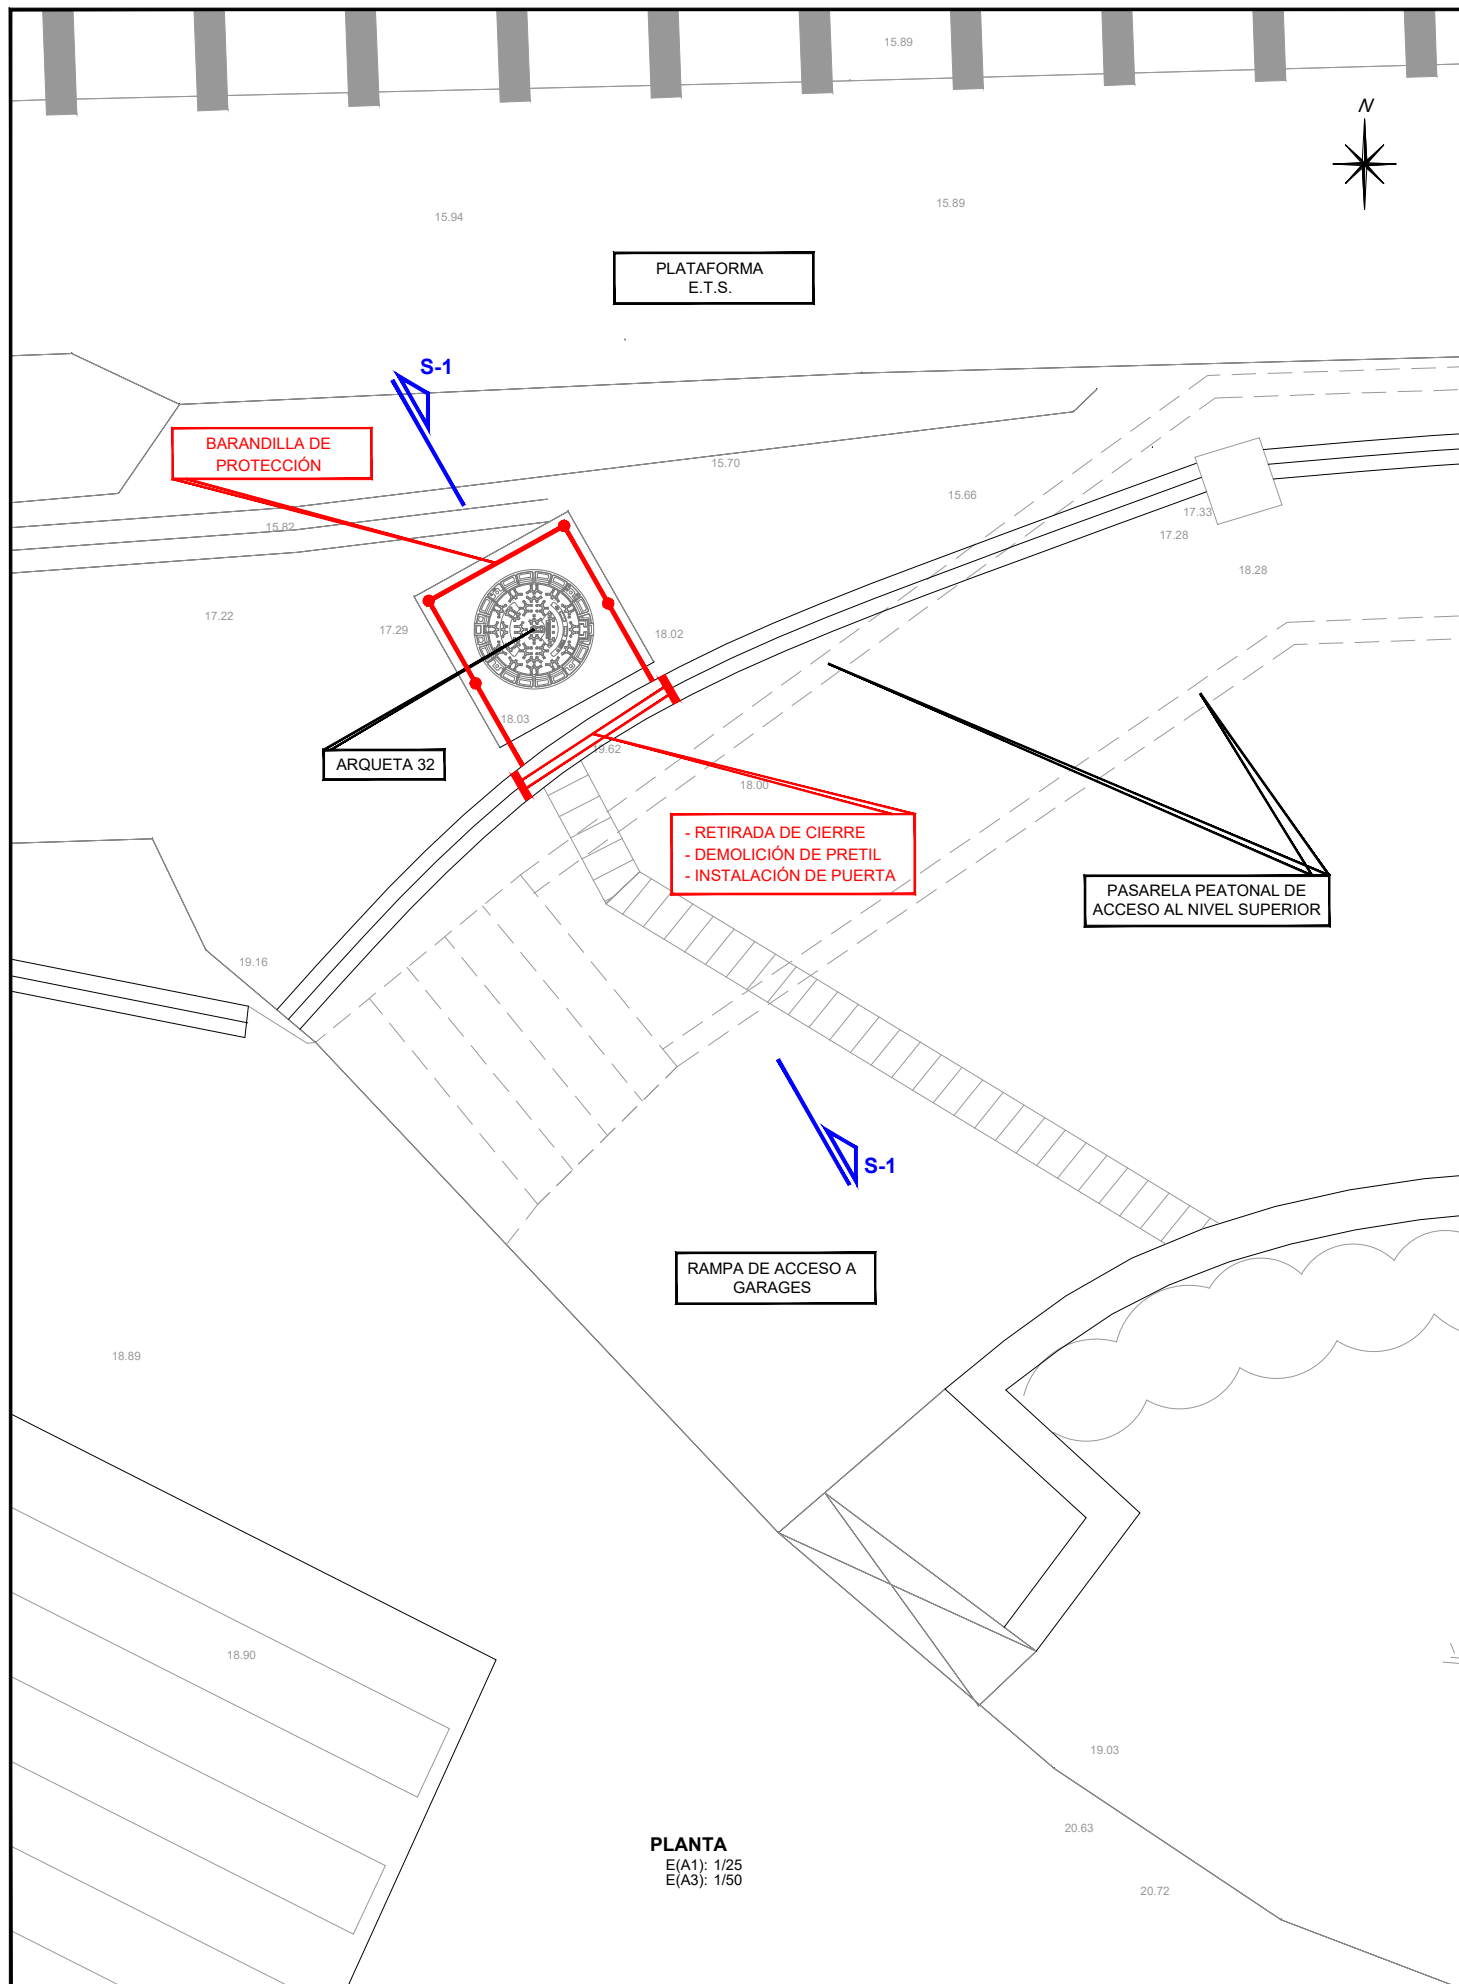 15.89
N
15.94
15.89
PLATAFORMA
E.T.S.
S-1
BARANDILLA DE
PROTECCIÓN
15.70
15.66
15.82
17.33
17.28
18.28
17.22
17.29
18.02
18.03
19.62
ARQUETA 32
18.00
- RETIRADA DE CIERRE
- DEMOLICIÓN DE PRETIL
- INSTALACIÓN DE PUERTA
PASARELA PEATONAL DE
ACCESO AL NIVEL SUPERIOR
19.16
S-1
RAMPA DE ACCESO A
GARAGES
18.89
18.90
19.03
20.63
PLANTA
E(A1): 1/25
E(A3): 1/50
20.72